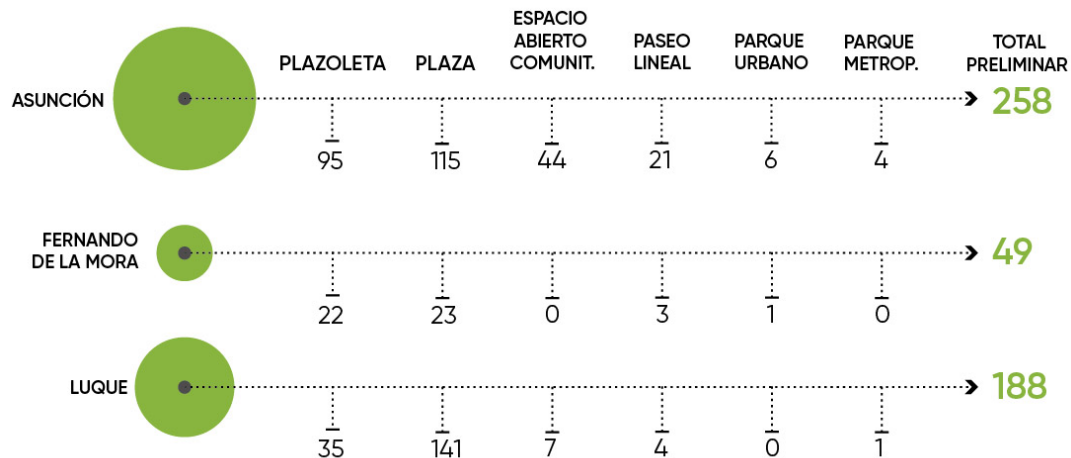 PLAZOLETA
PLAZA
ESPACIO
ABIERTO
COMUNIT.
PASEO
LINEAL
PARQUE
URBANO
PARQUE
METROP.
TOTAL
PRELIMINAR
ASUNCIÓN
95 115 44 21 6 4
258
FERNANDO
DE LA MORA
22 23 0 3 1 0
49
LUQUE
35 141 7 4 0 1
188